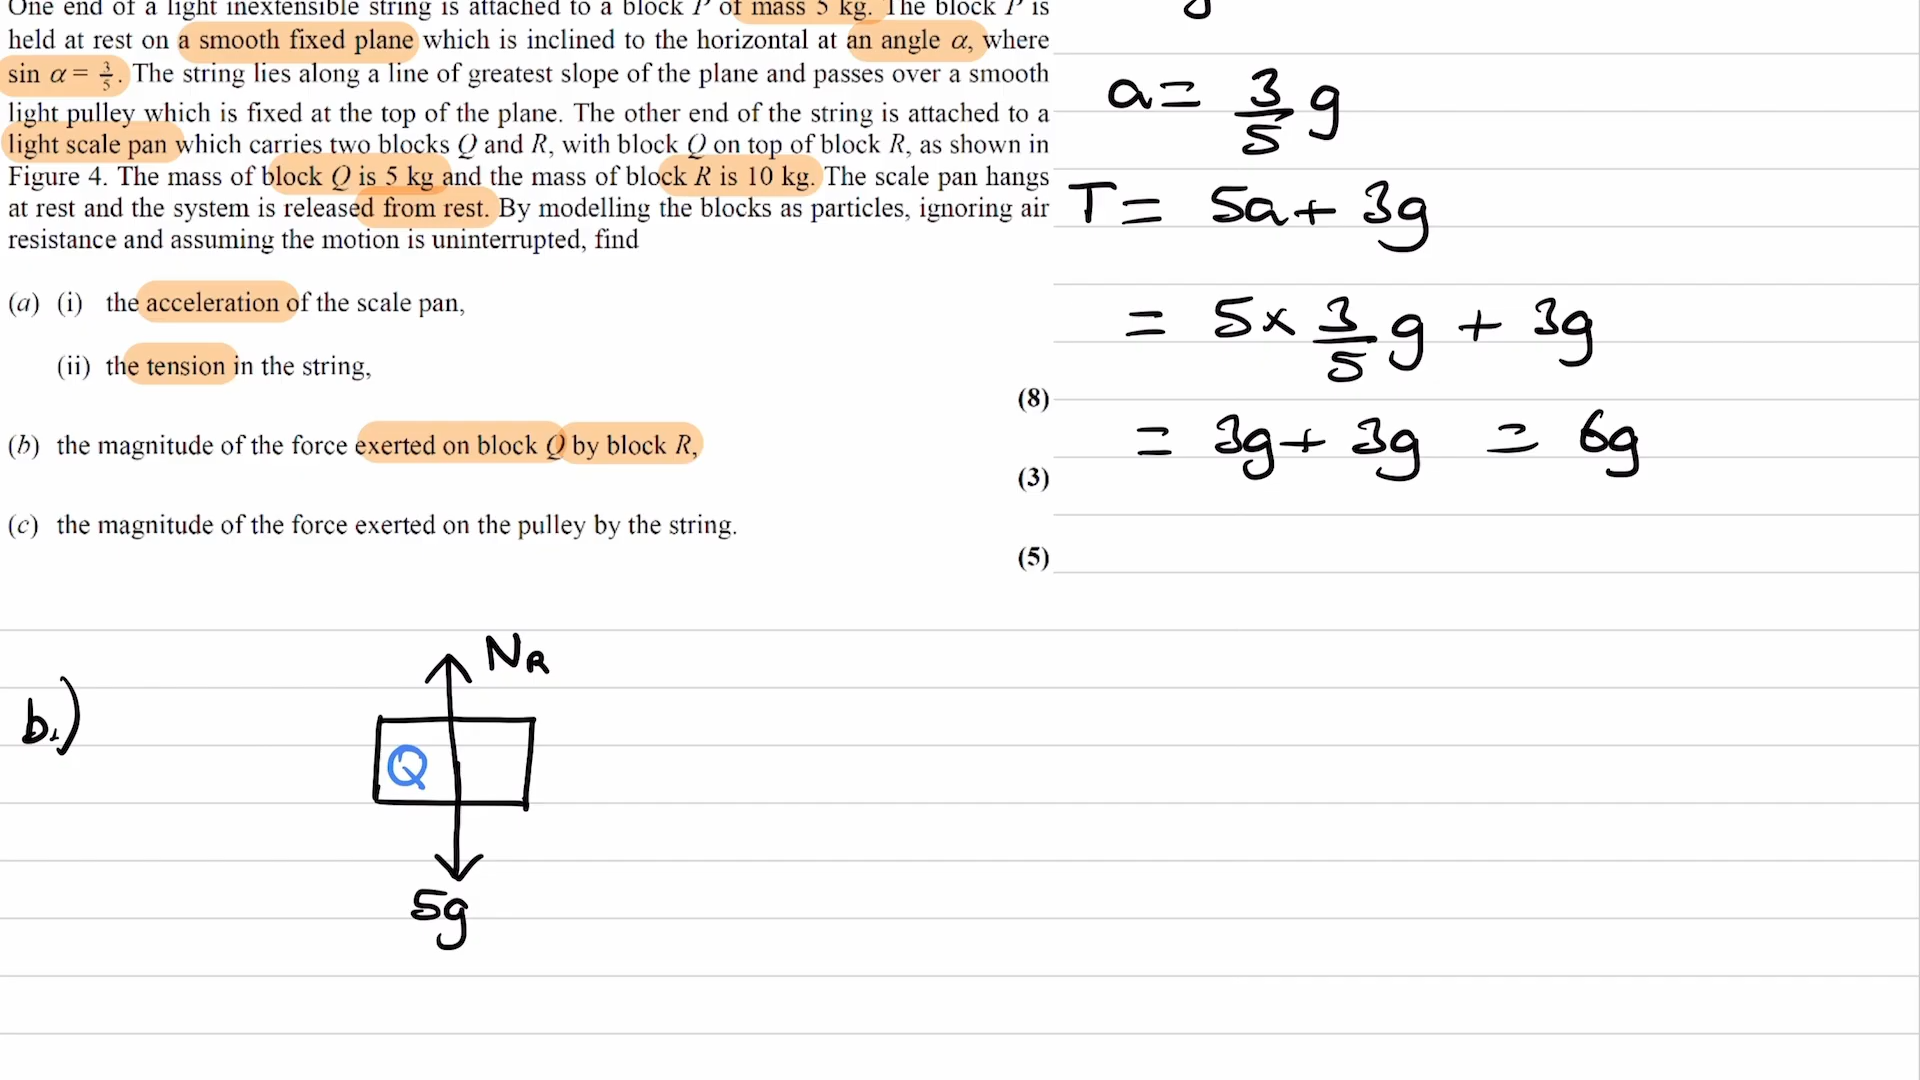 One end of a light inextensible string is attached to a block P of mass 5 kg. The block P is
held at rest on a smooth fixed plane which is inclined to the horizontal at an angle α, where
sin α = 3/5. The string lies along a line of greatest slope of the plane and passes over a smooth
light pulley which is fixed at the top of the plane. The other end of the string is attached to a
light scale pan which carries two blocks Q and R, with block Q on top of block R, as shown in
Figure 4. The mass of block Q is 5 kg and the mass of block R is 10 kg. The scale pan hangs
at rest and the system is released from rest. By modelling the blocks as particles, ignoring air
resistance and assuming the motion is uninterrupted, find
(a) (i) the acceleration of the scale pan,
(ii) the tension in the string,
(8)
(b) the magnitude of the force exerted on block Q by block R,
(3)
(c) the magnitude of the force exerted on the pulley by the string.
(5)
a = 3/5 g
T = 5a + 3g
= 5 × 3/5 g + 3g
= 3g + 3g = 6g
b.)
N_R
Q
5g